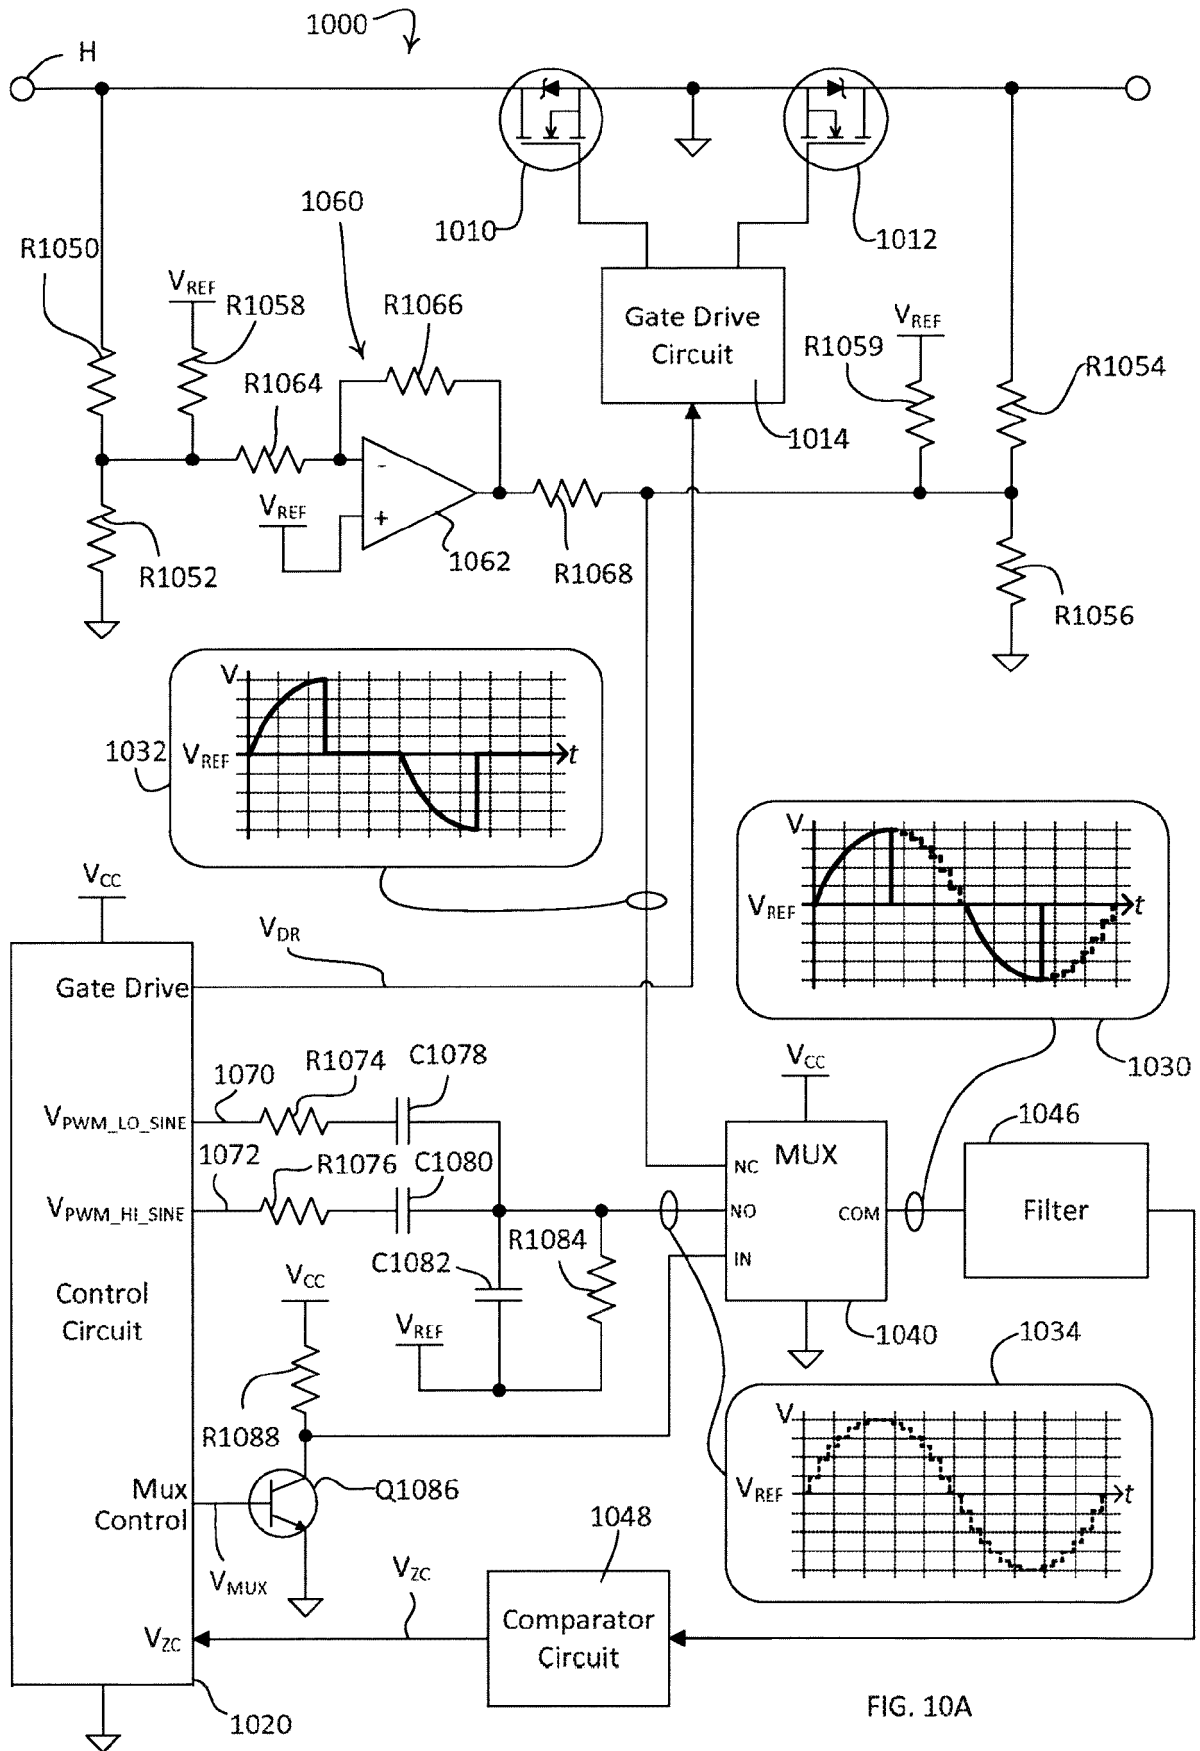 1000
H
1010
1012
1060
R1050
VREF
R1058
R1066
R1064
Gate Drive
Circuit
1014
VREF
R1059
R1054
-
+
VREF
1062
R1052
R1068
R1056
V
VREF
t
1032
V
VREF
t
1030
VCC
VDR
Gate Drive
1070
R1074
C1078
VPWM_LO_SINE
1072
R1076
C1080
VPWM_HI_SINE
VCC
MUX
NC
NO
IN
COM
1040
1046
Filter
R1084
C1082
VCC
VREF
Control
Circuit
R1088
1034
V
VREF
t
Mux
Control
Q1086
VMUX
VZC
1048
Comparator
Circuit
VZC
1020
FIG. 10A